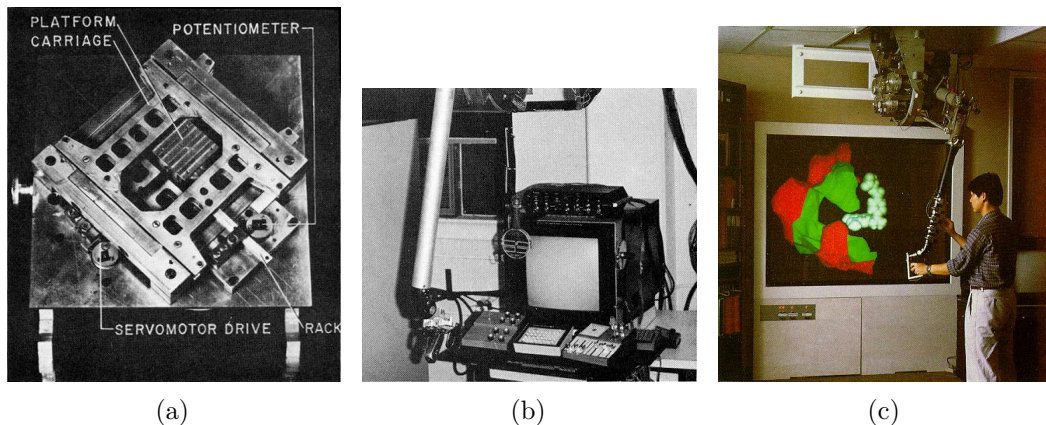 PLATFORM
CARRIAGE
POTENTIOMETER
SERVOMOTOR DRIVE
RACK
(a)
(b)
(c)